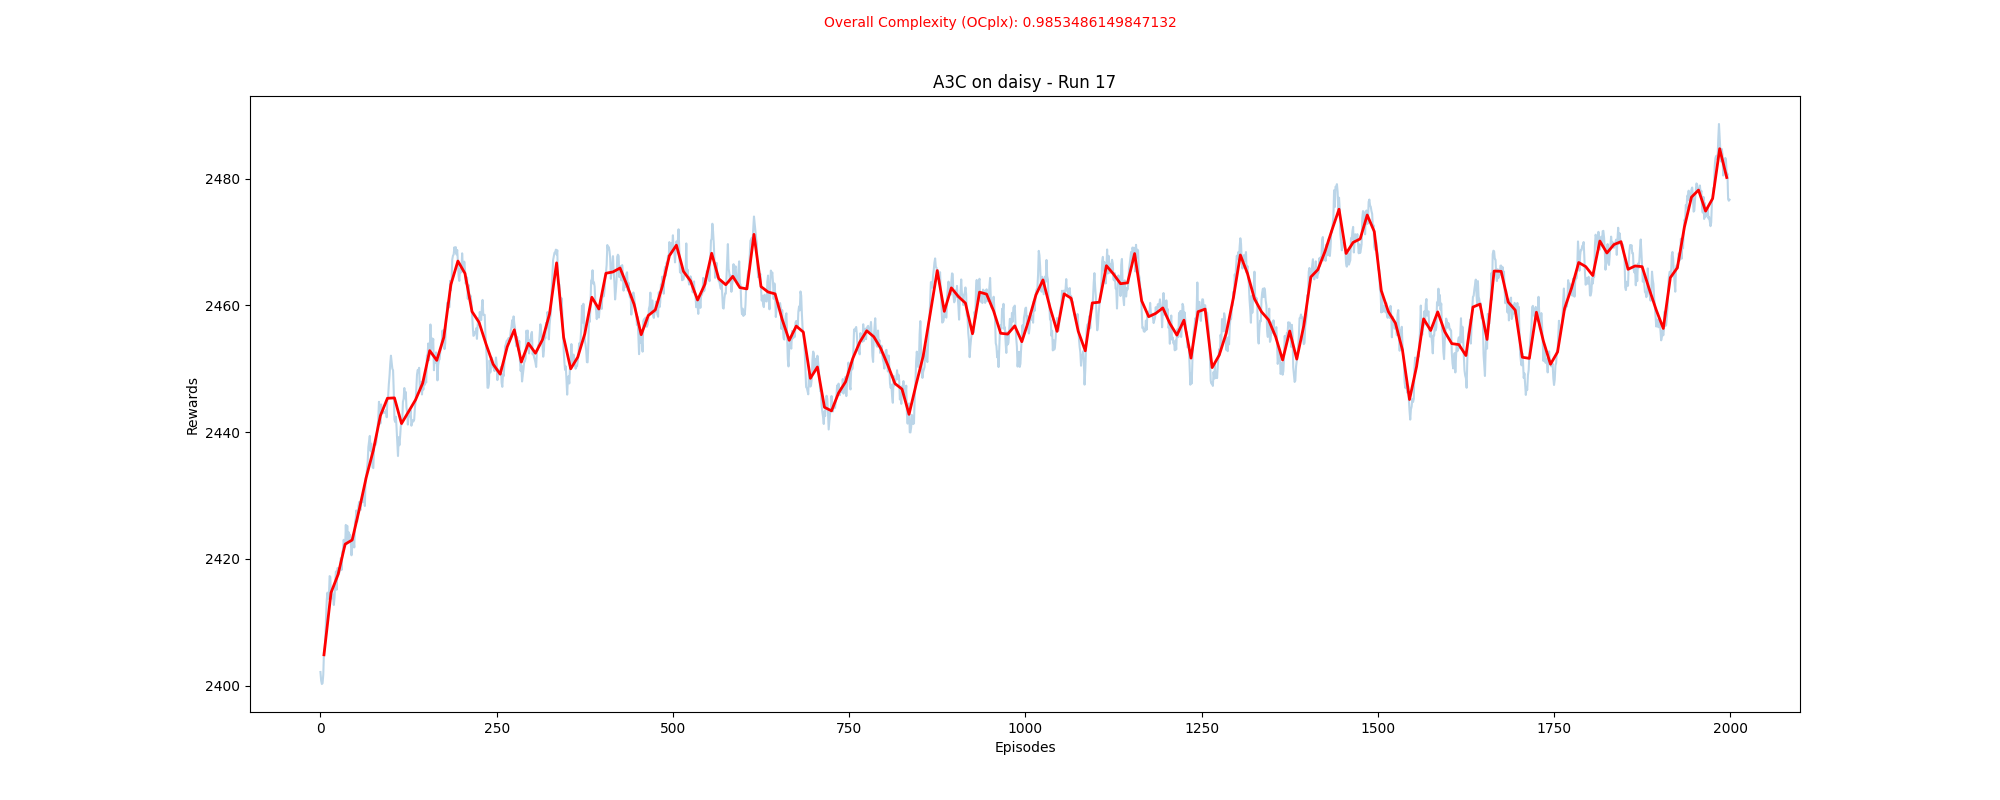 Overall Complexity (OCplx): 0.9853486149847132
A3C on daisy - Run 17
Rewards
2480
2460
2440
2420
2400
0 250 500 750 1000 1250 1500 1750 2000
Episodes